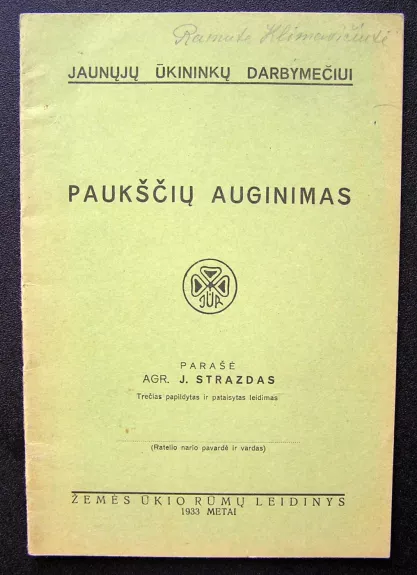 Ramutė Klimavičiutė
JAUNŲJŲ ŪKININKŲ DARBYMEČIUI
PAUKŠČIŲ AUGINIMAS
JŪR
PARAŠĖ
AGR. J. STRAZDAS
Trečias papildytas ir pataisytas leidimas
(Ratelio nario pavardė ir vardas)
ŽEMĖS ŪKIO RŪMŲ LEIDINYS
1933 METAI